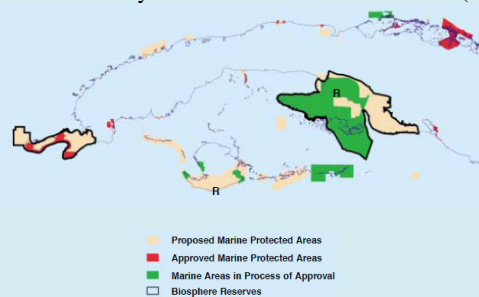 R
R
Proposed Marine Protected Areas
Approved Marine Protected Areas
Marine Areas in Process of Approval
Biosphere Reserves